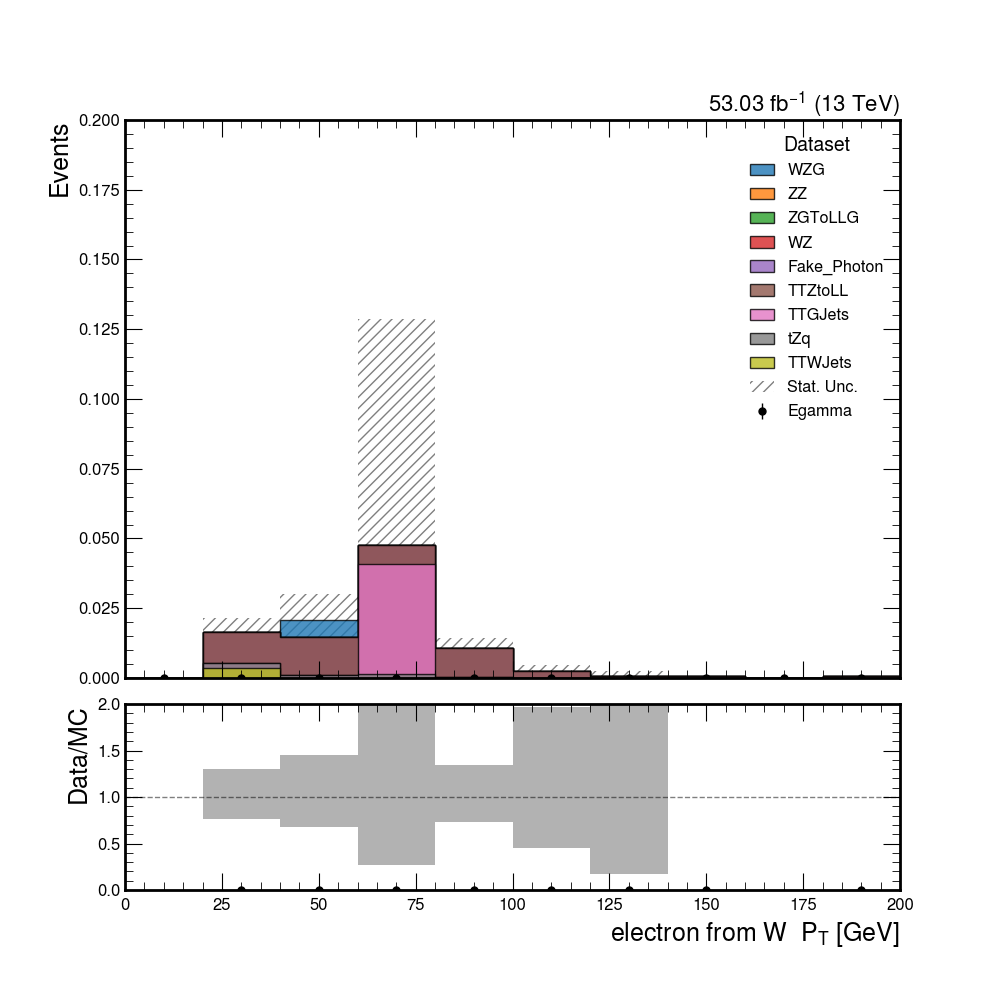 53.03 fb⁻¹ (13 TeV)
Events
0.200
0.175
0.150
0.125
0.100
0.075
0.050
0.025
0.000
Dataset
WZG
ZZ
ZGToLLG
WZ
Fake_Photon
TTZtoLL
TTGJets
tZq
TTWJets
Stat. Unc.
Egamma
Data/MC
2.0
1.5
1.0
0.5
0.0
0 25 50 75 100 125 150 175 200
electron from W P_T [GeV]